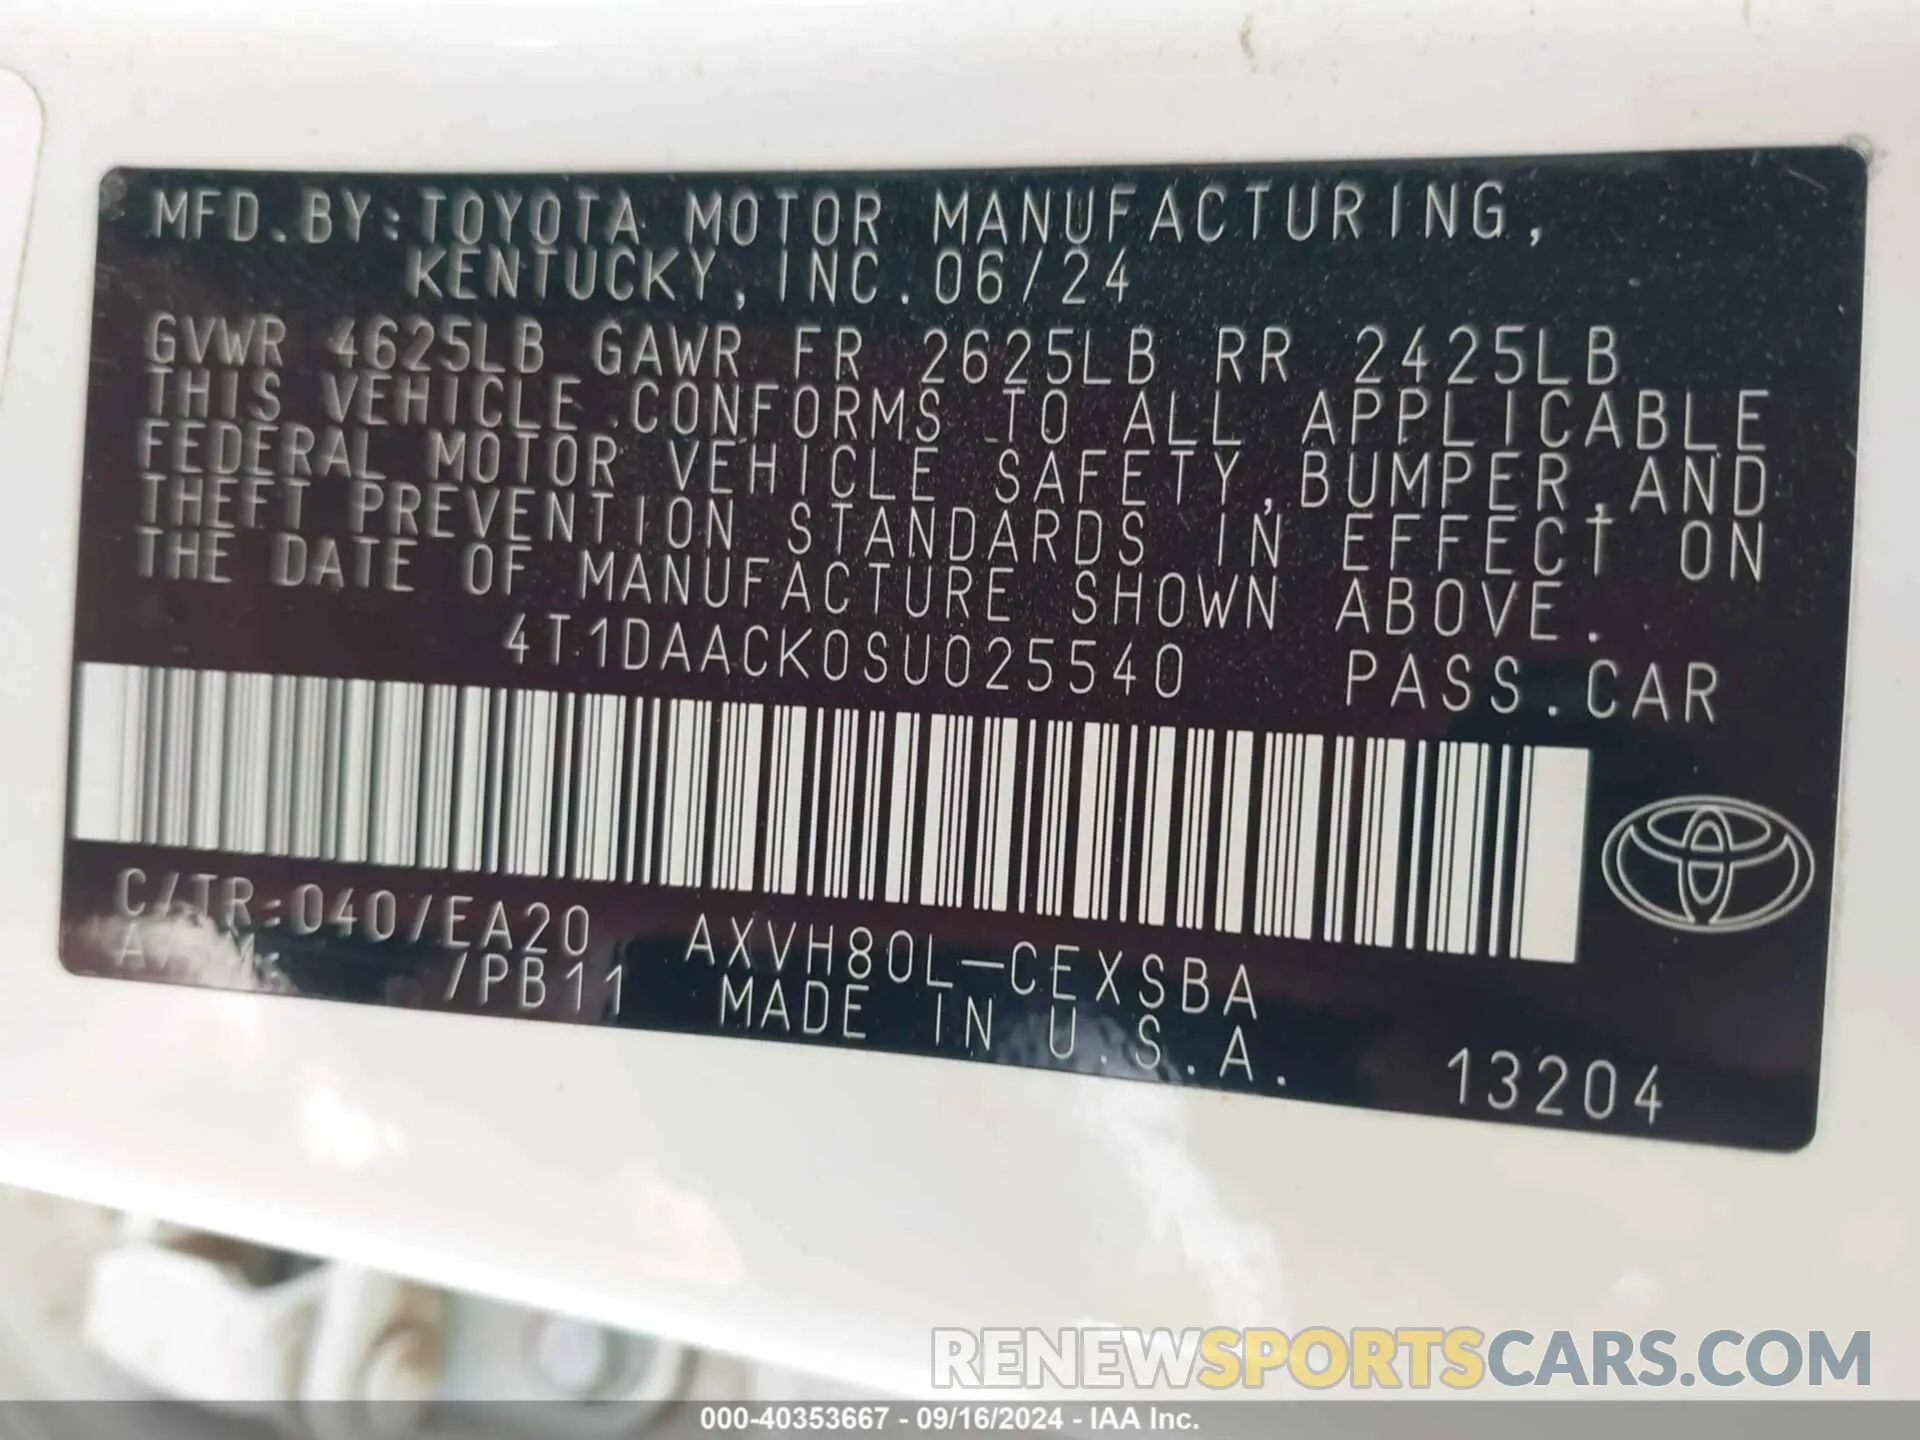 MFD.BY:TOYOTA MOTOR MANUFACTURING,
KENTUCKY, INC. 06/24
GVWR 4625LB GAWR FR 2625LB RR 2425LB
THIS VEHICLE CONFORMS TO ALL APPLICABLE
FEDERAL MOTOR VEHICLE SAFETY, BUMPER, AND
THEFT PREVENTION STANDARDS IN EFFECT ON
THE DATE OF MANUFACTURE SHOWN ABOVE.
4T1DAACK0SU025540 PASS.CAR
C/TR:040/EA20 AXVH80L-CEXSBA
/PB11 MADE IN U.S.A.
13204
RENEWSPORTSCARS.COM
000-40353667 - 09/16/2024 - IAA Inc.